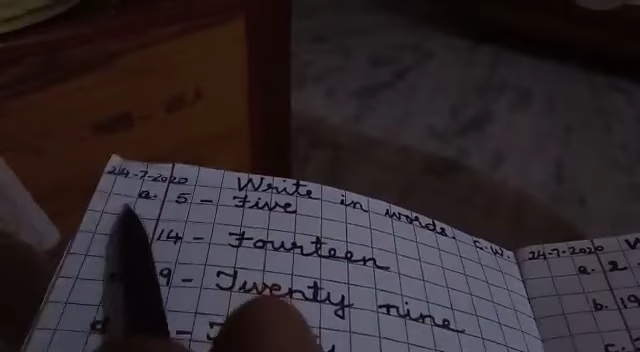 24-7-2020 Write in words. C.W.
a. 5 - Five
14 - Fourteen
9 - Twenty nine
-
24-7-2020
a. 2
b. 19
c.